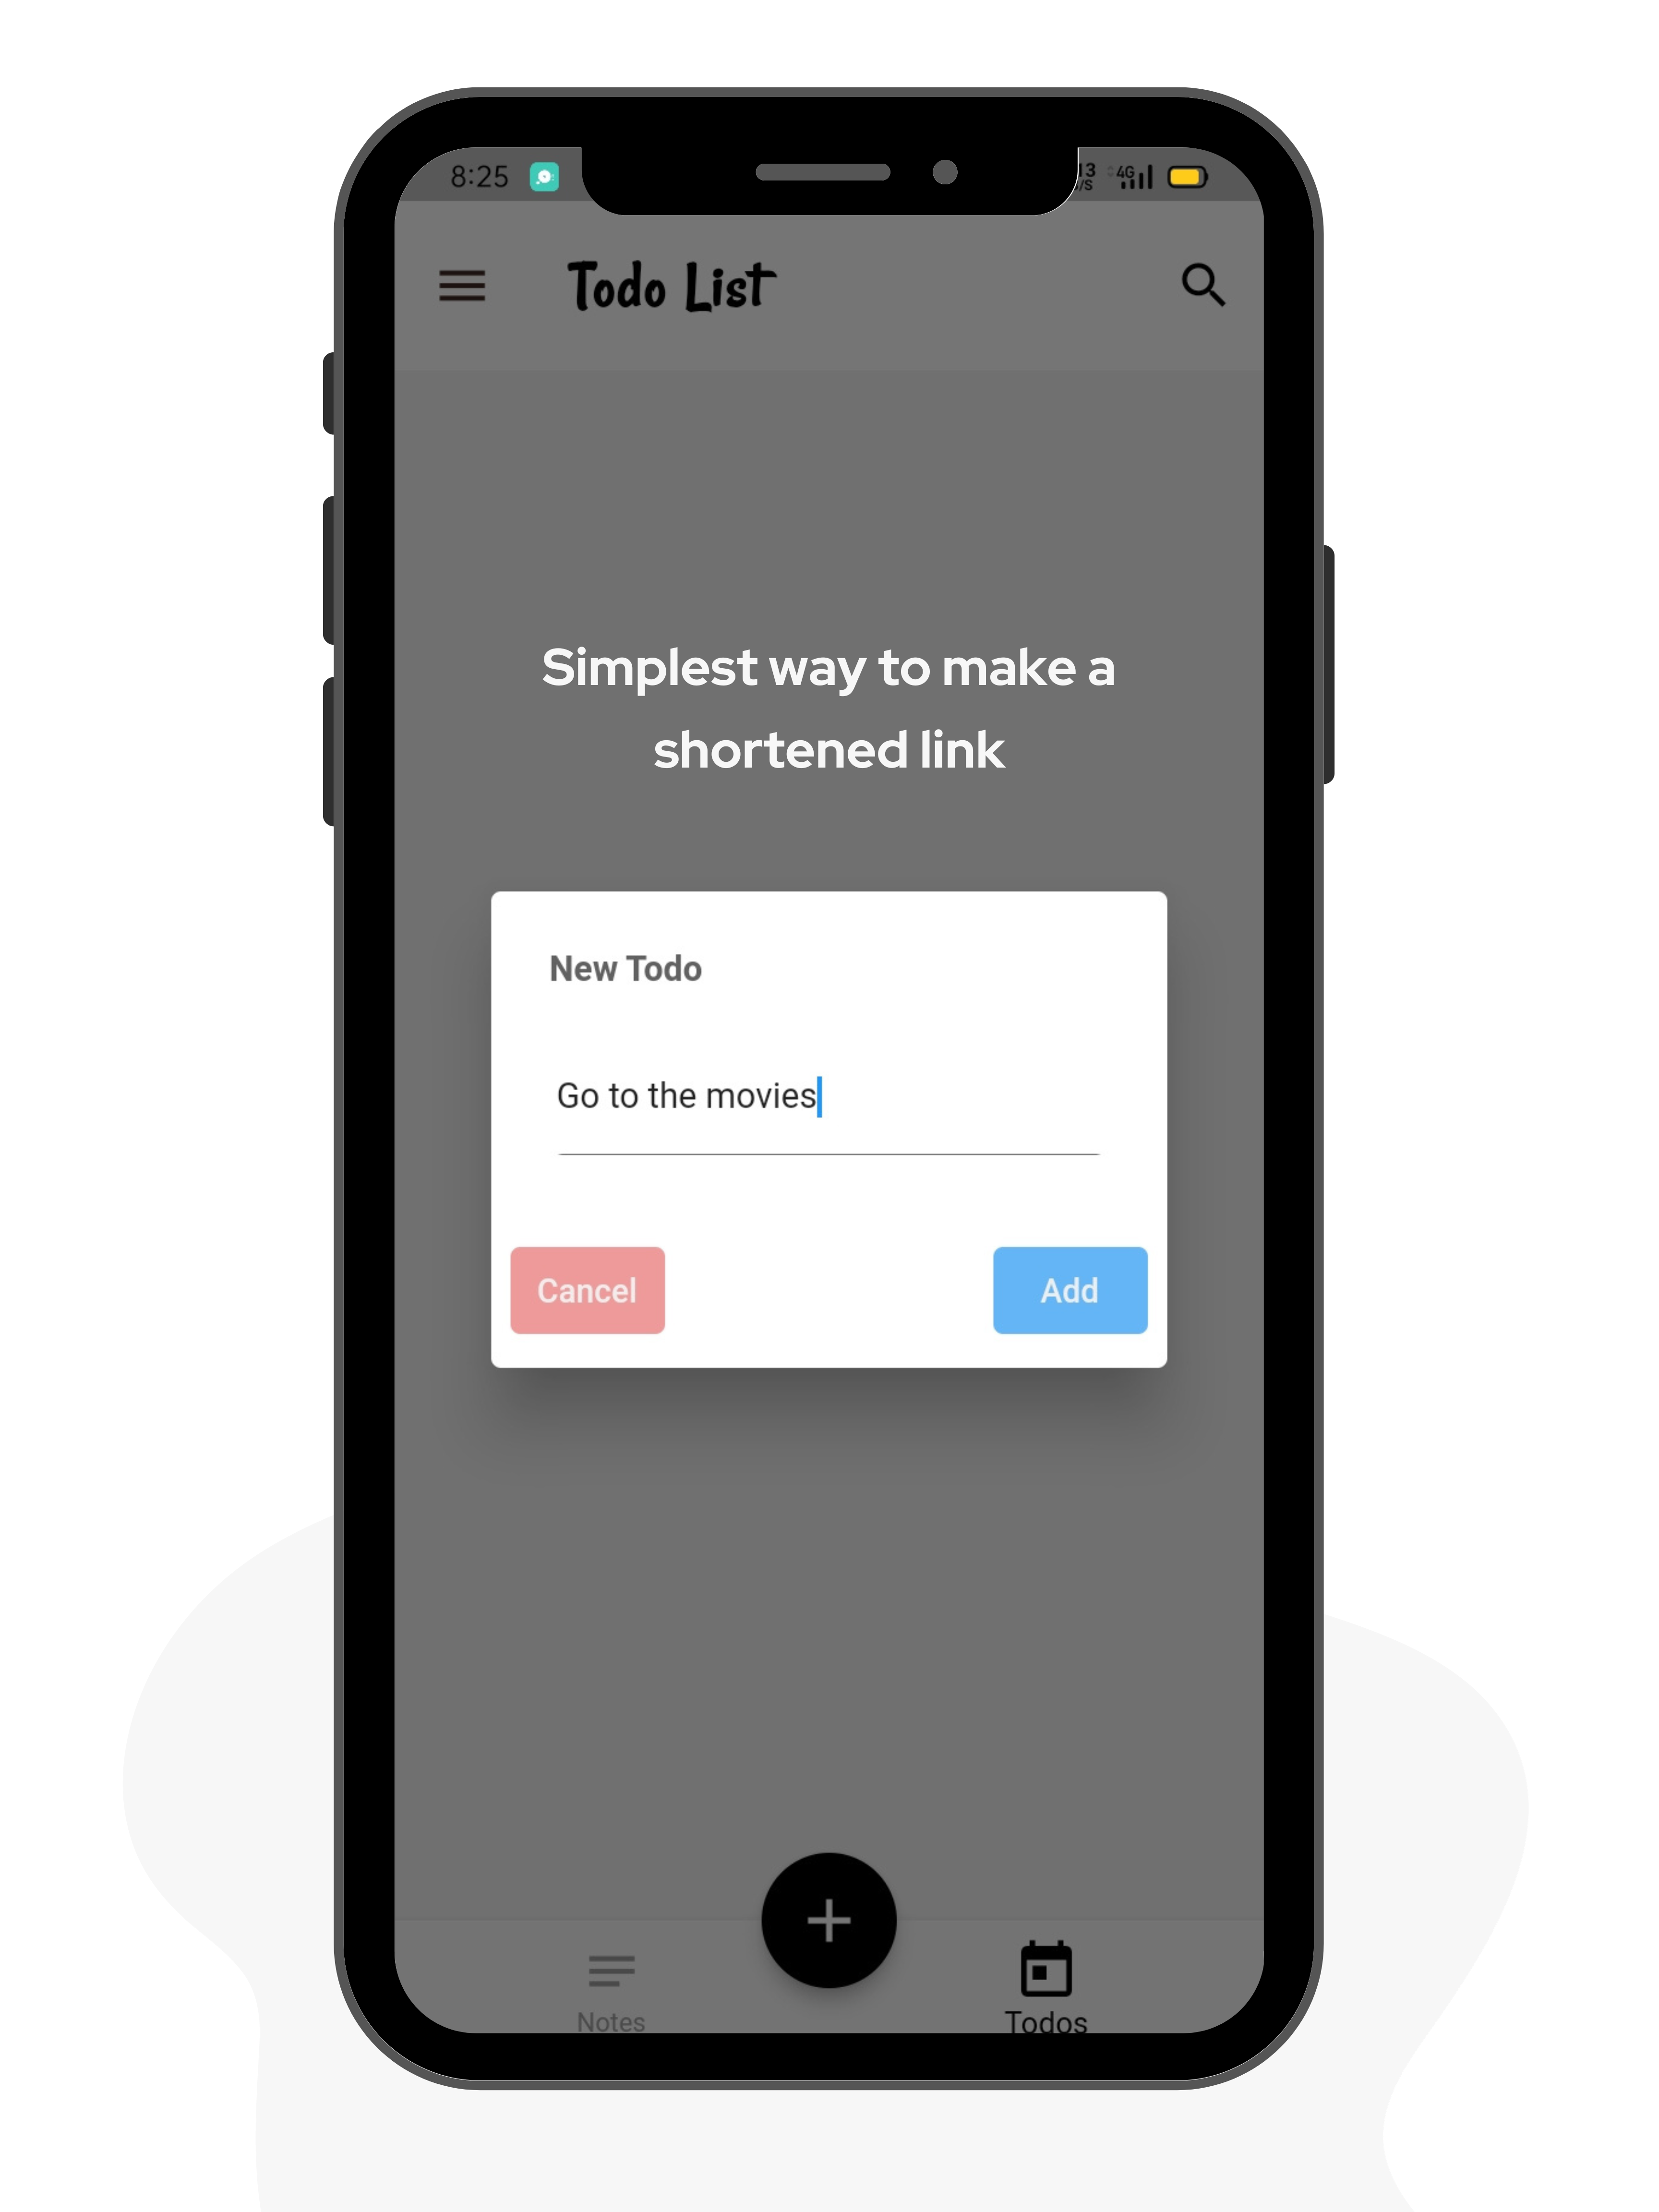 8:25
4G
Todo List
Simplest way to make a
shortened link
New Todo
Go to the movies
Cancel
Add
Notes
Todos